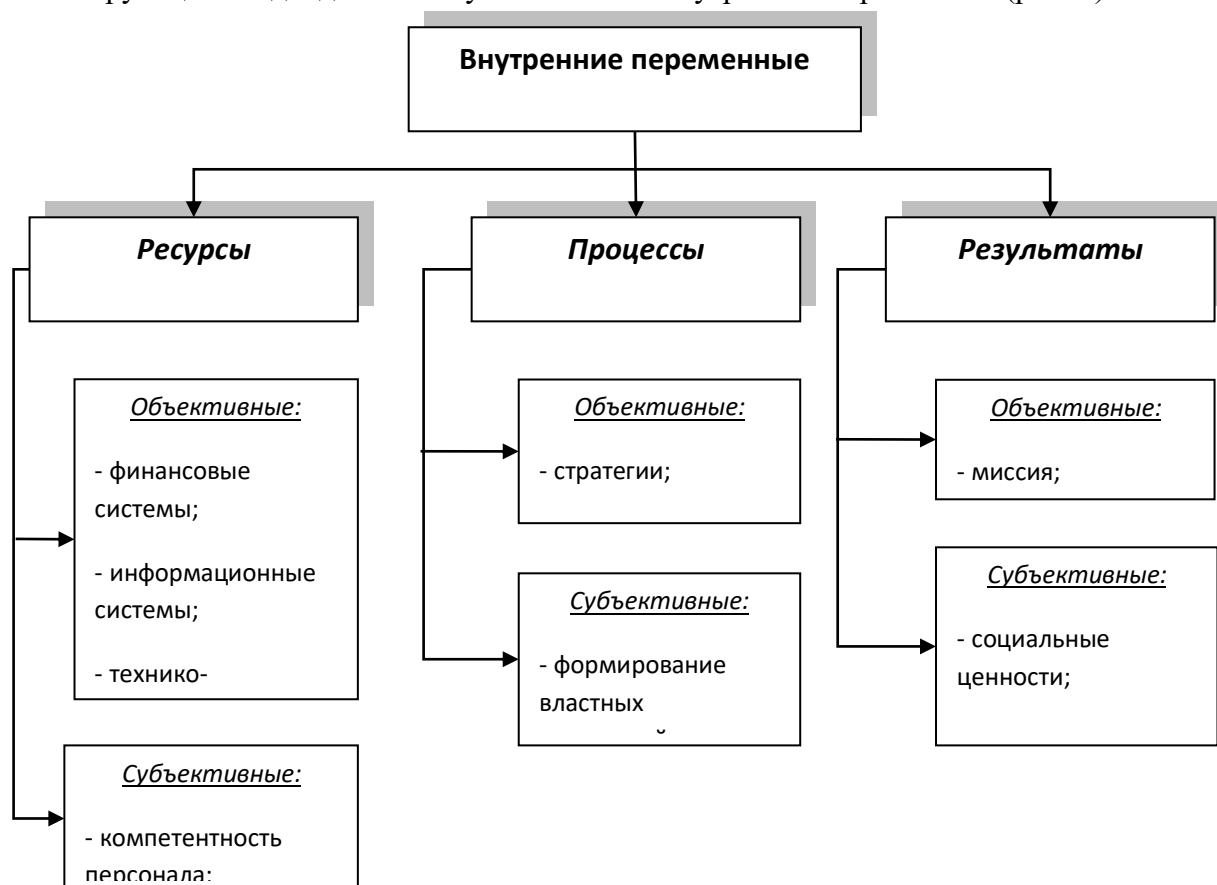 Внутренние переменные
Ресурсы
Процессы
Результаты
Объективные:
- финансовые
системы;
- информационные
системы;
- технико-
Субъективные:
- компетентность
персонала;
Объективные:
- стратегии;
Субъективные:
- формирование
властных
Объективные:
- миссия;
Субъективные:
- социальные
ценности;